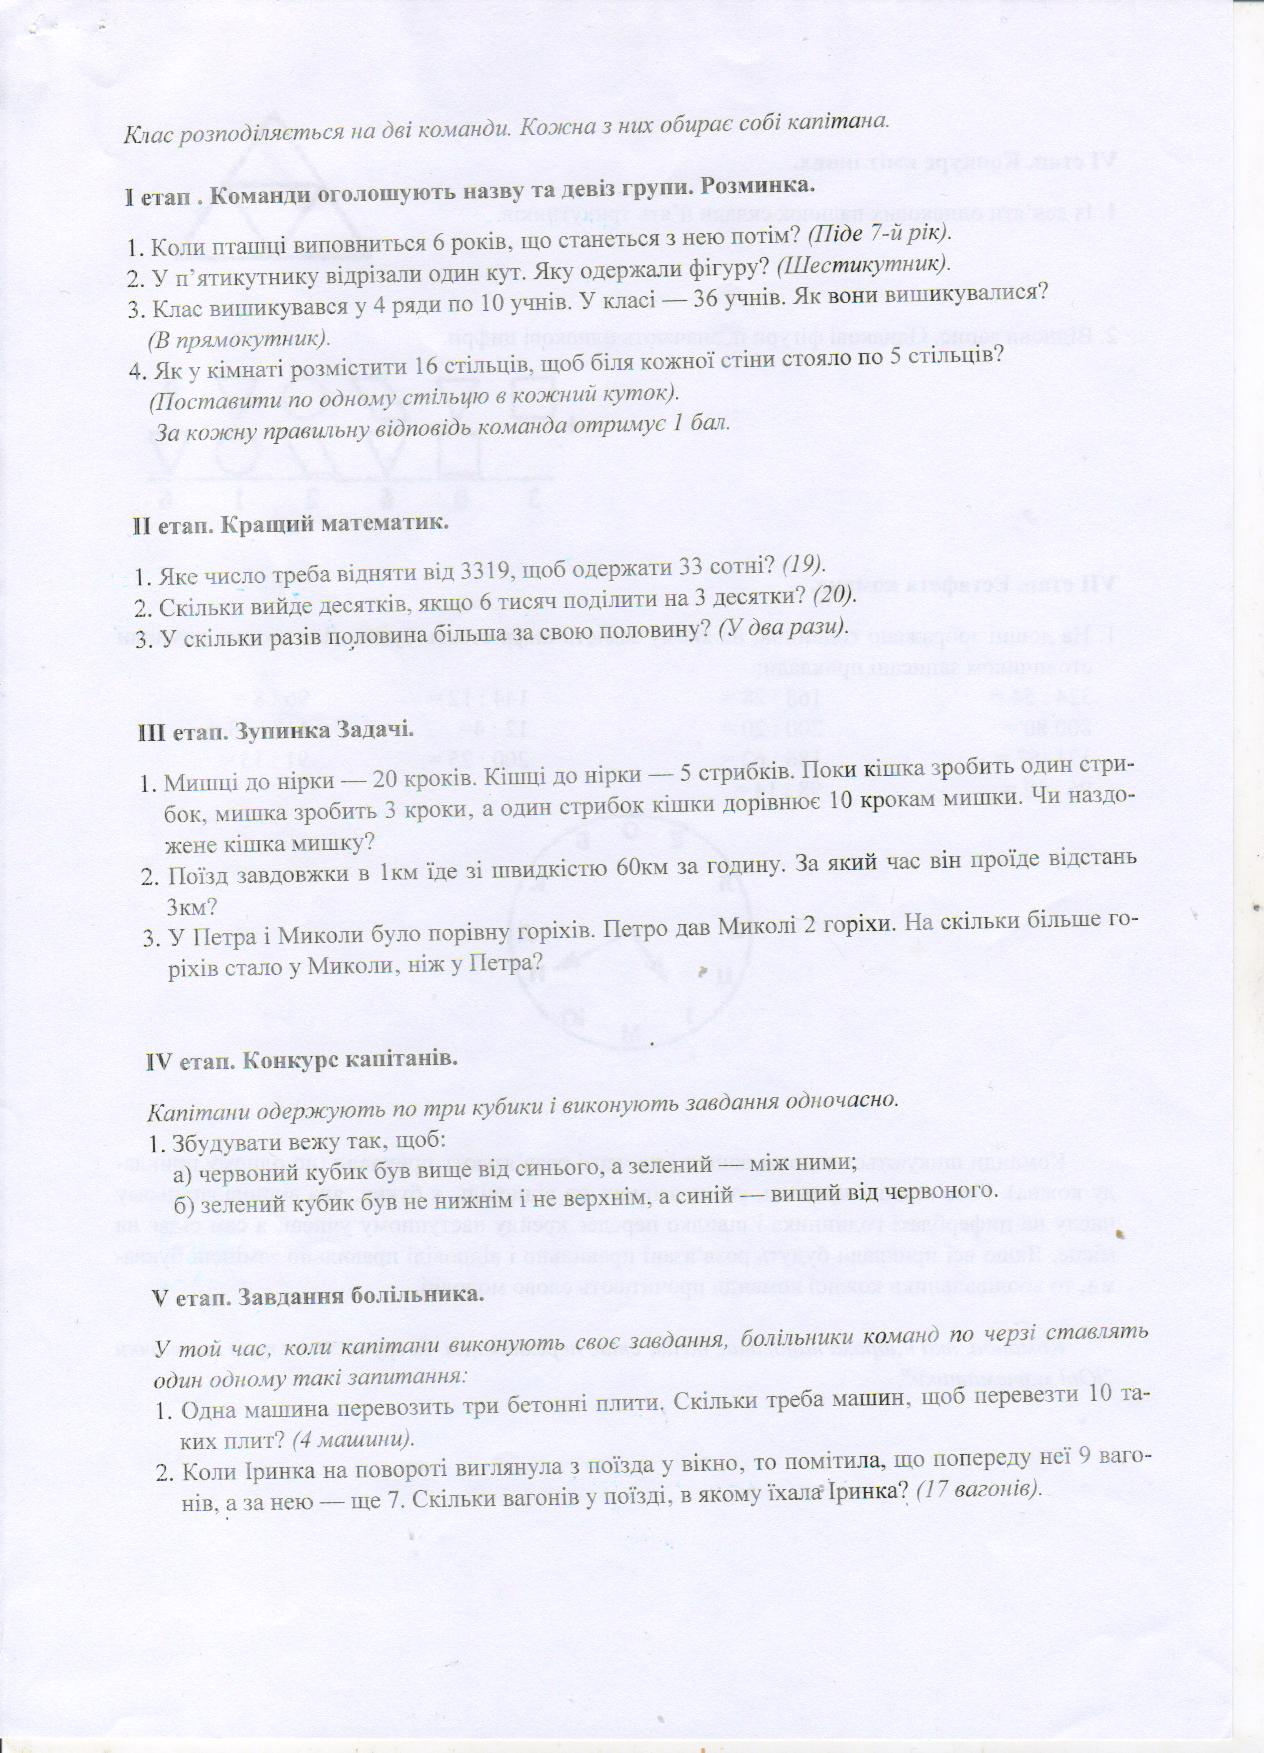 Клас розподіляється на дві команди. Кожна з них обирає собі капітана.
І етап . Команди оголошують назву та девіз групи. Розминка.
1. Коли пташці виповниться 6 років, що станеться з нею потім? (Піде 7-й рік).
2. У п’ятикутнику відрізали один кут. Яку одержали фігуру? (Шестикутник).
3. Клас вишикувався у 4 ряди по 10 учнів. У класі — 36 учнів. Як вони вишикувалися?
(В прямокутник).
4. Як у кімнаті розмістити 16 стільців, щоб біля кожної стіни стояло по 5 стільців?
(Поставити по одному стільцю в кожний куток).
За кожну правильну відповідь команда отримує 1 бал.
ІІ етап. Кращий математик.
1. Яке число треба відняти від 3319, щоб одержати 33 сотні? (19).
2. Скільки вийде десятків, якщо 6 тисяч поділити на 3 десятки? (20).
3. У скільки разів половина більша за свою половину? (У два рази).
ІІІ етап. Зупинка Задачі.
1. Мишці до нірки — 20 кроків. Кішці до нірки — 5 стрибків. Поки кішка зробить один стри-
бок, мишка зробить 3 кроки, а один стрибок кішки дорівнює 10 крокам мишки. Чи наздо-
жене кішка мишку?
2. Поїзд завдовжки в 1км їде зі швидкістю 60км за годину. За який час він проїде відстань
3км?
3. У Петра і Миколи було порівну горіхів. Петро дав Миколі 2 горіхи. На скільки більше го-
ріхів стало у Миколи, ніж у Петра?
IV етап. Конкурс капітанів.
Капітани одержують по три кубики і виконують завдання одночасно.
1. Збудувати вежу так, щоб:
а) червоний кубик був вище від синього, а зелений — між ними;
б) зелений кубик був не нижнім і не верхнім, а синій — вищий від червоного.
V етап. Завдання болільника.
У той час, коли капітани виконують своє завдання, болільники команд по черзі ставлять
один одному такі запитання:
1. Одна машина перевозить три бетонні плити. Скільки треба машин, щоб перевезти 10 та-
ких плит? (4 машини).
2. Коли Іринка на повороті виглянула з поїзда у вікно, то помітила, що попереду неї 9 ваго-
нів, а за нею — ще 7. Скільки вагонів у поїзді, в якому їхала Іринка? (17 вагонів).